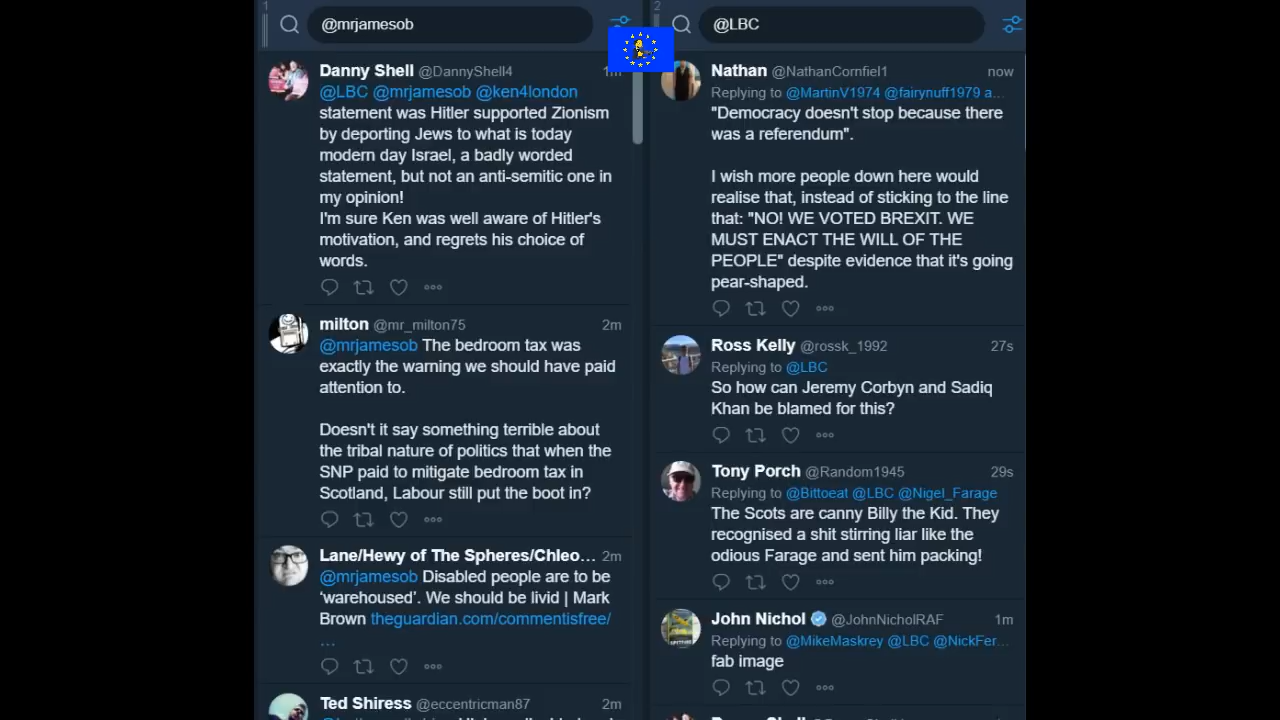 1
@mrjamesob
Danny Shell @DannyShell4 1m
@LBC @mrjamesob @ken4london
statement was Hitler supported Zionism
by deporting Jews to what is today
modern day Israel, a badly worded
statement, but not an anti-semitic one in
my opinion!
I'm sure Ken was well aware of Hitler's
motivation, and regrets his choice of
words.
milton @mr_milton75 2m
@mrjamesob The bedroom tax was
exactly the warning we should have paid
attention to.
Doesn't it say something terrible about
the tribal nature of politics that when the
SNP paid to mitigate bedroom tax in
Scotland, Labour still put the boot in?
Lane/Hewy of The Spheres/Chleo... 2m
@mrjamesob Disabled people are to be
‘warehoused’. We should be livid | Mark
Brown theguardian.com/commentisfree/
…
Ted Shiress @eccentricman87 2m
2
@LBC
Nathan @NathanCornfiel1 now
Replying to @MartinV1974 @fairynuff1979 a…
"Democracy doesn't stop because there
was a referendum".
I wish more people down here would
realise that, instead of sticking to the line
that: "NO! WE VOTED BREXIT. WE
MUST ENACT THE WILL OF THE
PEOPLE" despite evidence that it's going
pear-shaped.
Ross Kelly @rossk_1992 27s
Replying to @LBC
So how can Jeremy Corbyn and Sadiq
Khan be blamed for this?
Tony Porch @Random1945 29s
Replying to @Bittoeat @LBC @Nigel_Farage
The Scots are canny Billy the Kid. They
recognised a shit stirring liar like the
odious Farage and sent him packing!
John Nichol @JohnNicholRAF 1m
Replying to @MikeMaskrey @LBC @NickFer…
fab image